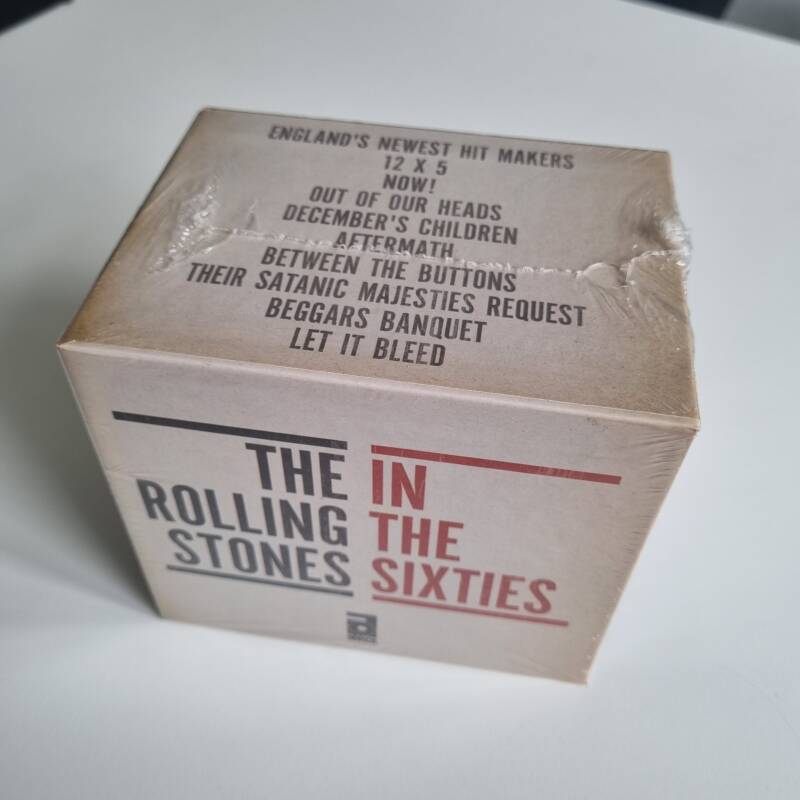 ENGLAND'S NEWEST HIT MAKERS
12 X 5
NOW!
OUT OF OUR HEADS
DECEMBER'S CHILDREN
AFTERMATH
BETWEEN THE BUTTONS
THEIR SATANIC MAJESTIES REQUEST
BEGGARS BANQUET
LET IT BLEED
THE
ROLLING
STONES
IN
THE
SIXTIES